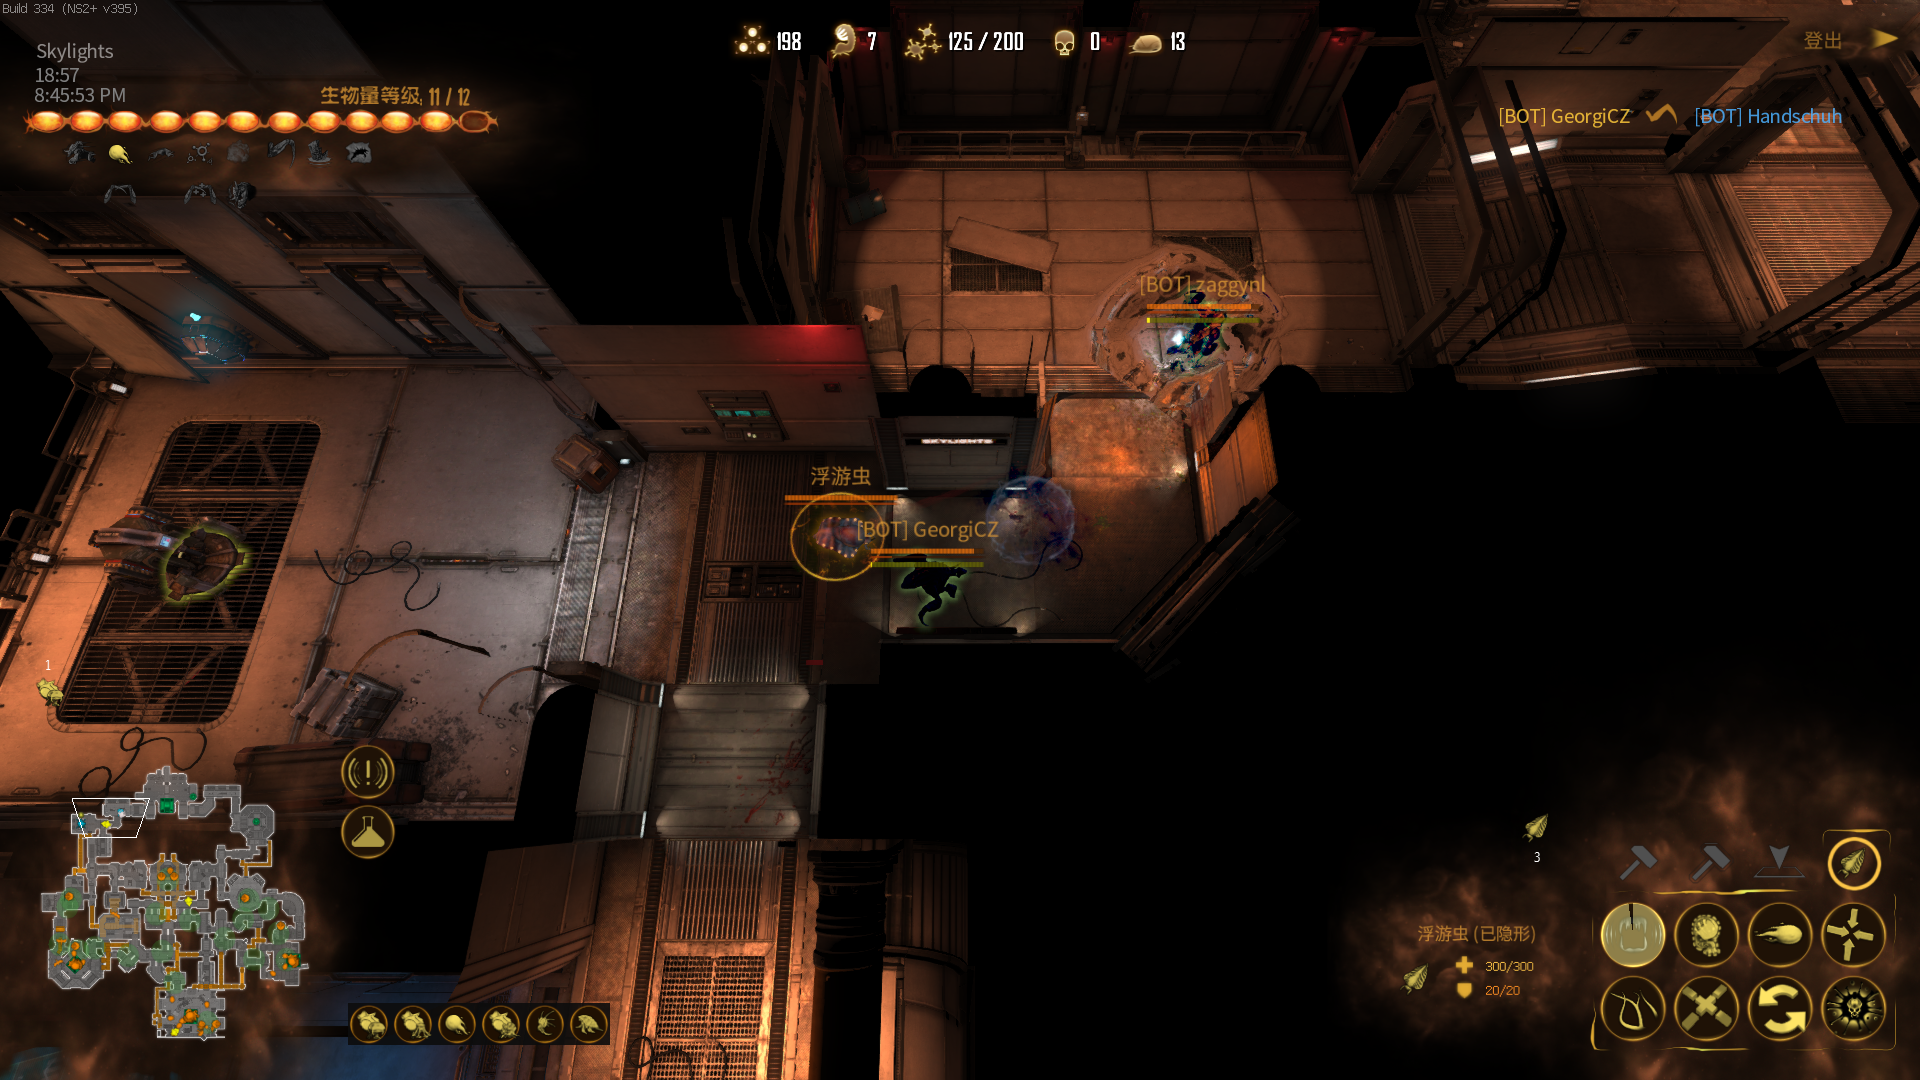 Build 334 (NS2+ v395)
Skylights
18:57
8:45:53 PM
生物量等级, 11 / 12
198
7
125 / 200
0
13
登出
[BOT] GeorgiCZ
[BOT] Handschuh
[BOT] zaggynl
SKYLIGHTS
浮游虫
[BOT] GeorgiCZ
1
3
浮游虫 (已隐形)
300/300
20/20